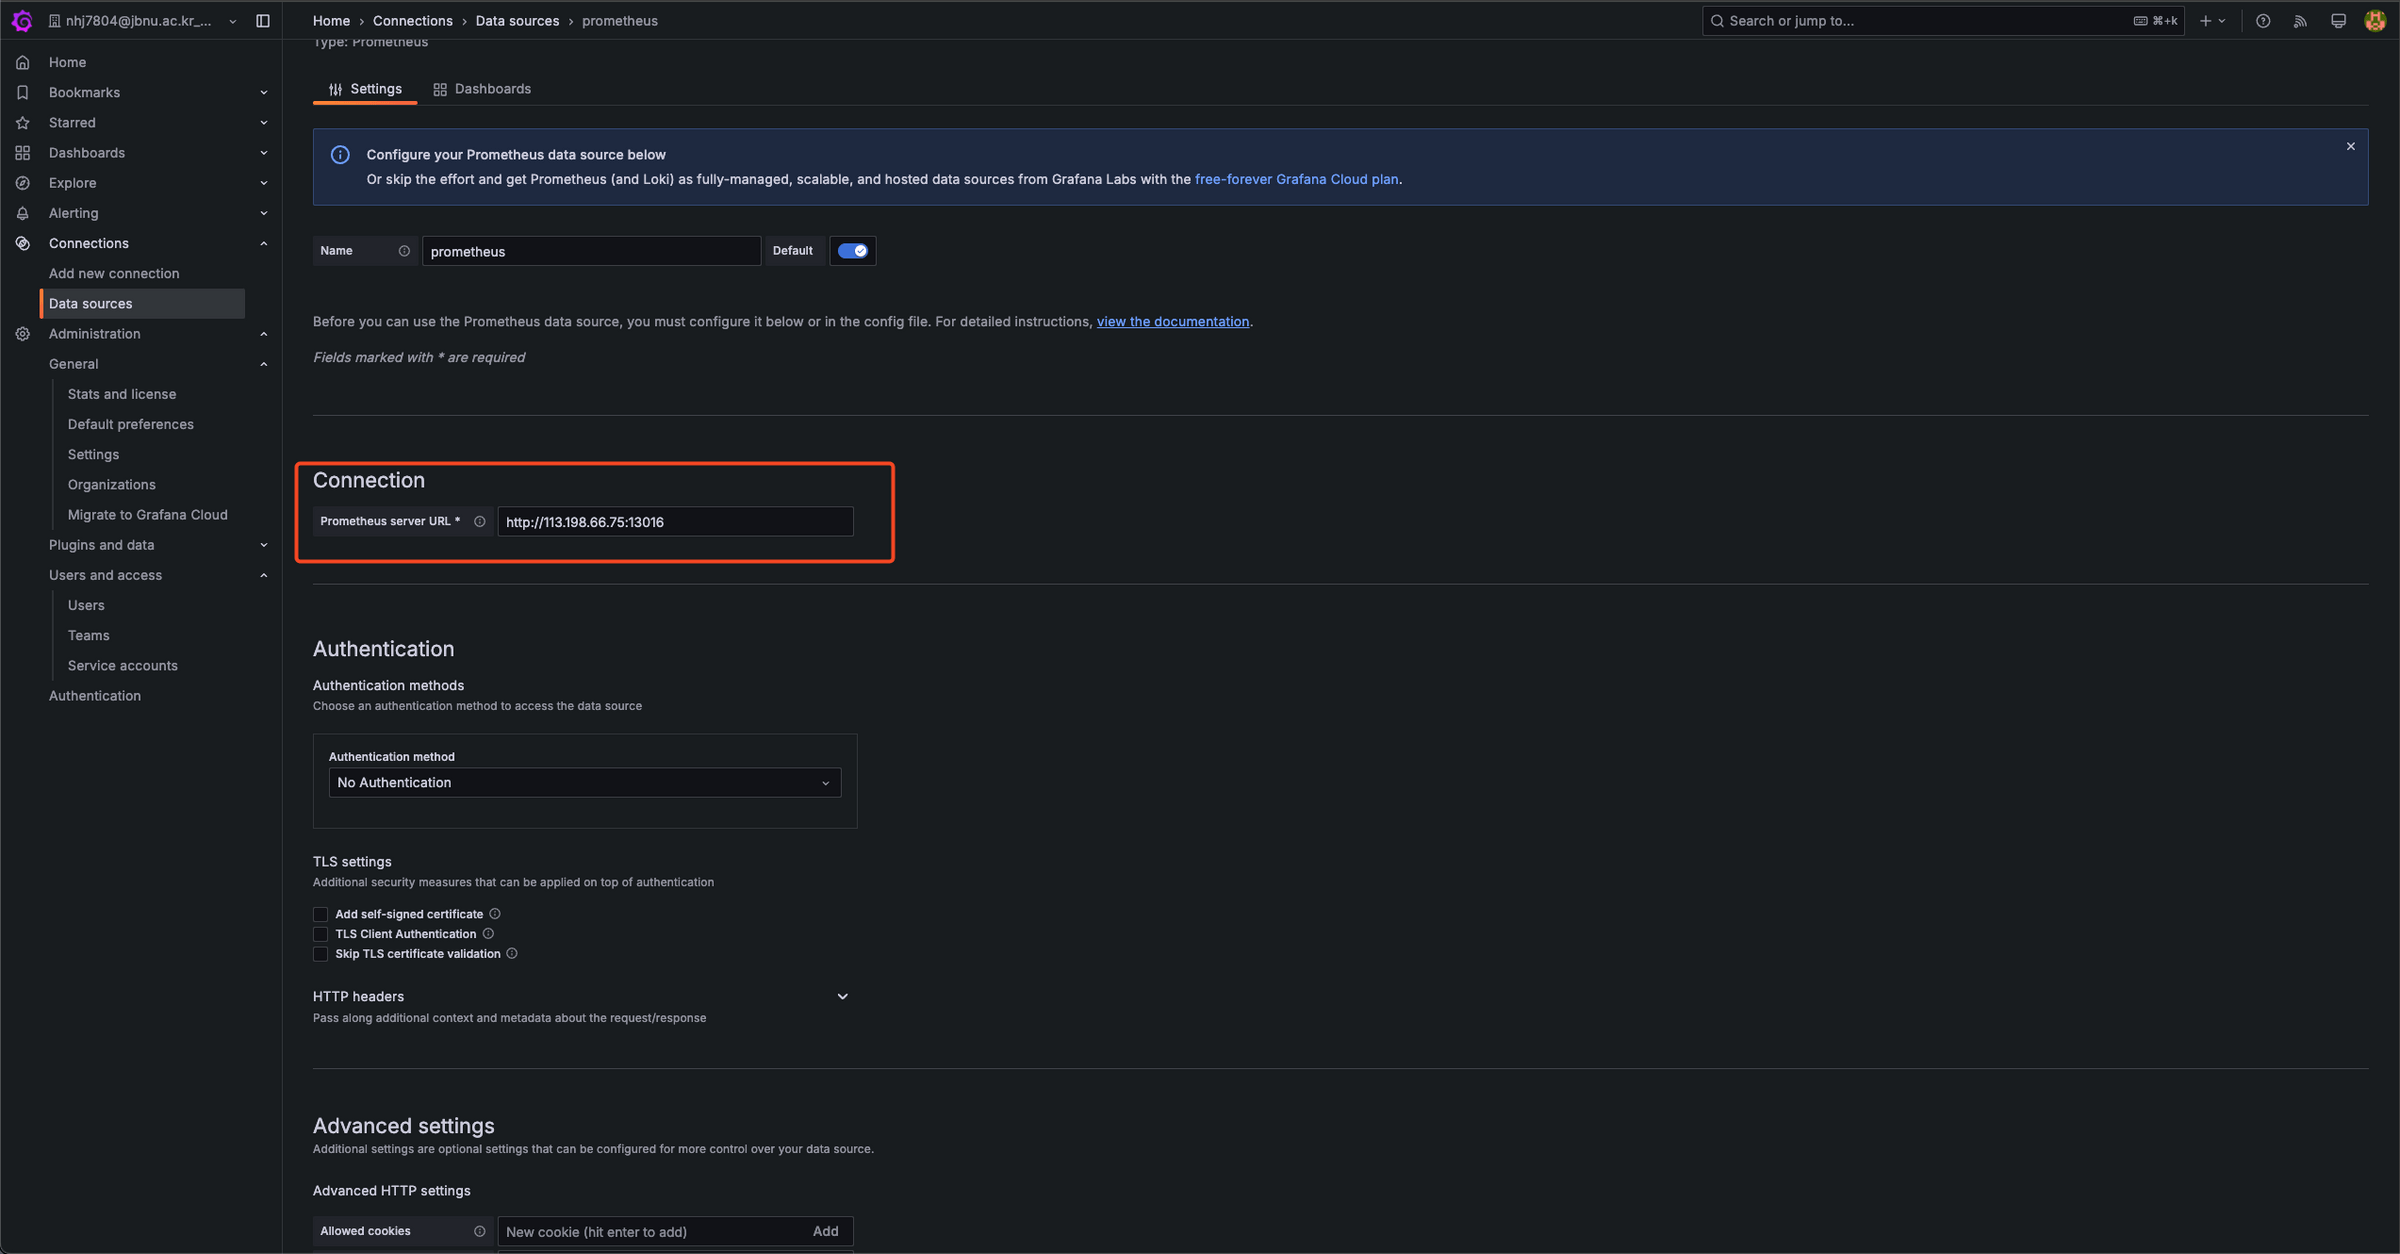 nhj7804@jbnu.ac.kr_...
Home › Connections › Data sources › prometheus
Search or jump to...
⌘+k
Home
Bookmarks
Starred
Dashboards
Explore
Alerting
Connections
Add new connection
Data sources
Administration
General
Stats and license
Default preferences
Settings
Organizations
Migrate to Grafana Cloud
Plugins and data
Users and access
Users
Teams
Service accounts
Authentication
Type: Prometheus
Settings
Dashboards
Configure your Prometheus data source below
Or skip the effort and get Prometheus (and Loki) as fully-managed, scalable, and hosted data sources from Grafana Labs with the free-forever Grafana Cloud plan.
Name
prometheus
Default
Before you can use the Prometheus data source, you must configure it below or in the config file. For detailed instructions, view the documentation.
Fields marked with * are required
Connection
Prometheus server URL *
http://113.198.66.75:13016
Authentication
Authentication methods
Choose an authentication method to access the data source
Authentication method
No Authentication
TLS settings
Additional security measures that can be applied on top of authentication
Add self-signed certificate
TLS Client Authentication
Skip TLS certificate validation
HTTP headers
Pass along additional context and metadata about the request/response
Advanced settings
Additional settings are optional settings that can be configured for more control over your data source.
Advanced HTTP settings
Allowed cookies
New cookie (hit enter to add)
Add